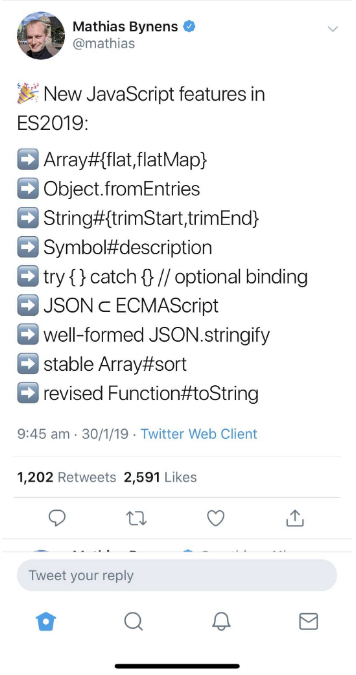 Mathias Bynens
@mathias
🎉 New JavaScript features in
ES2019:
➡️ Array#{flat,flatMap}
➡️ Object.fromEntries
➡️ String#{trimStart,trimEnd}
➡️ Symbol#description
➡️ try { } catch {} // optional binding
➡️ JSON ⊂ ECMAScript
➡️ well-formed JSON.stringify
➡️ stable Array#sort
➡️ revised Function#toString
9:45 am · 30/1/19 · Twitter Web Client
1,202 Retweets 2,591 Likes
Tweet your reply